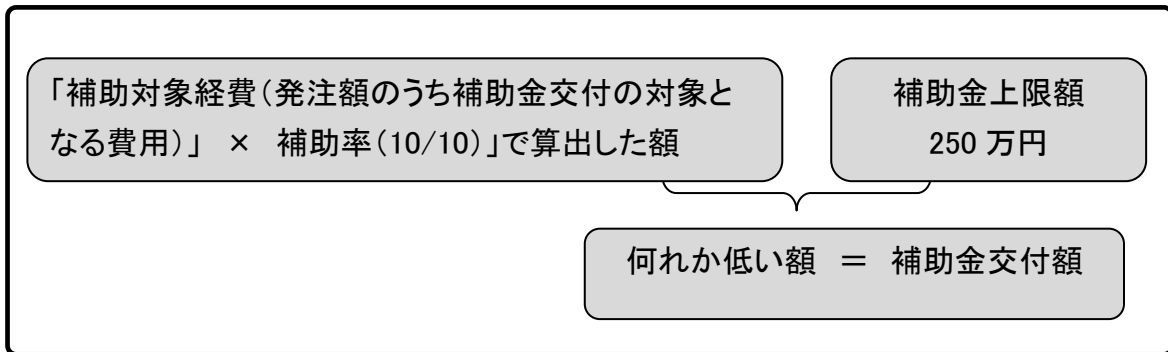 「補助対象経費（発注額のうち補助金交付の対象と
なる費用）」 × 補助率（10/10）」で算出した額
補助金上限額
250 万円
何れか低い額 ＝ 補助金交付額